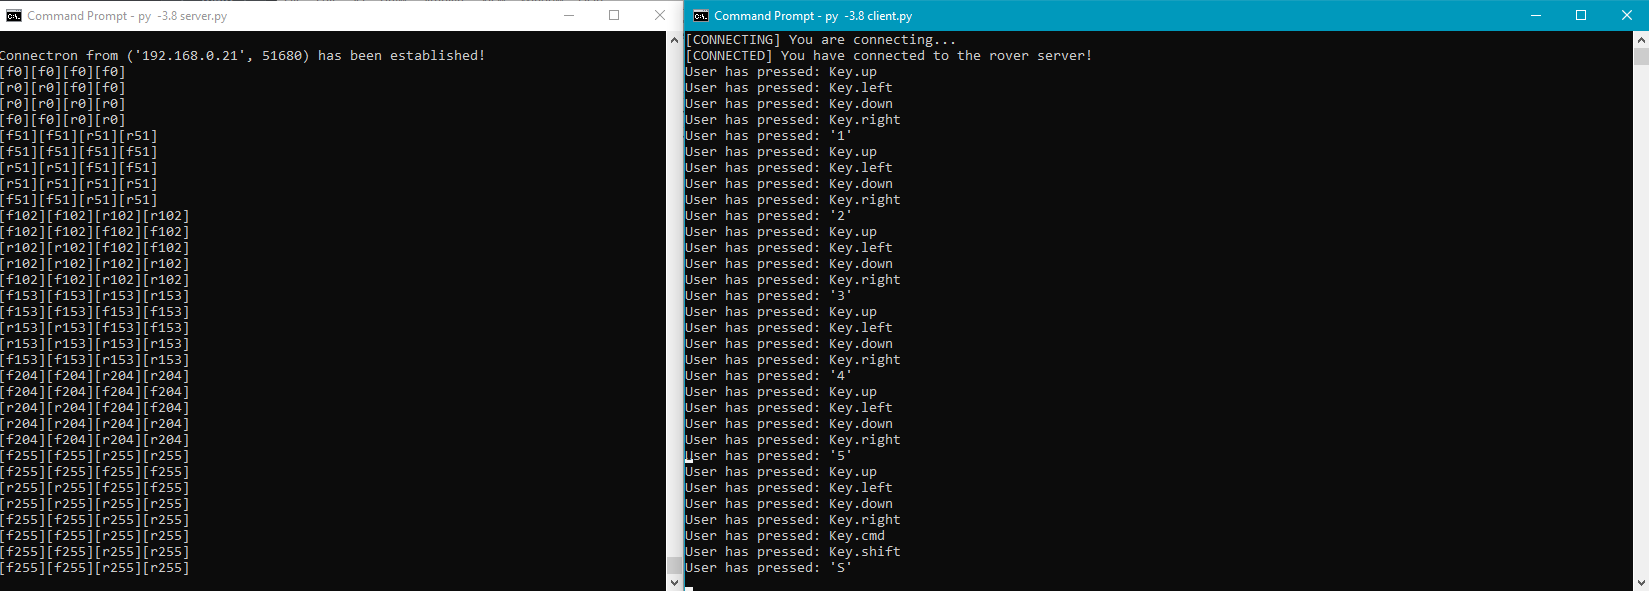 Command Prompt - py  -3.8 server.py
Connectron from ('192.168.0.21', 51680) has been established!
[f0][f0][f0][f0]
[r0][r0][f0][f0]
[r0][r0][r0][r0]
[f0][f0][r0][r0]
[f51][f51][r51][r51]
[f51][f51][f51][f51]
[r51][r51][f51][f51]
[r51][r51][r51][r51]
[f51][f51][r51][r51]
[f102][f102][r102][r102]
[f102][f102][f102][f102]
[r102][r102][f102][f102]
[r102][r102][r102][r102]
[f102][f102][r102][r102]
[f153][f153][r153][r153]
[f153][f153][f153][f153]
[r153][r153][f153][f153]
[r153][r153][r153][r153]
[f153][f153][r153][r153]
[f204][f204][r204][r204]
[f204][f204][f204][f204]
[r204][r204][f204][f204]
[r204][r204][r204][r204]
[f204][f204][r204][r204]
[f255][f255][r255][r255]
[f255][f255][f255][f255]
[r255][r255][f255][f255]
[r255][r255][r255][r255]
[f255][f255][r255][r255]
[f255][f255][r255][r255]
[f255][f255][r255][r255]
[f255][f255][r255][r255]
Command Prompt - py  -3.8 client.py
[CONNECTING] You are connecting...
[CONNECTED] You have connected to the rover server!
User has pressed: Key.up
User has pressed: Key.left
User has pressed: Key.down
User has pressed: Key.right
User has pressed: '1'
User has pressed: Key.up
User has pressed: Key.left
User has pressed: Key.down
User has pressed: Key.right
User has pressed: '2'
User has pressed: Key.up
User has pressed: Key.left
User has pressed: Key.down
User has pressed: Key.right
User has pressed: '3'
User has pressed: Key.up
User has pressed: Key.left
User has pressed: Key.down
User has pressed: Key.right
User has pressed: '4'
User has pressed: Key.up
User has pressed: Key.left
User has pressed: Key.down
User has pressed: Key.right
User has pressed: '5'
User has pressed: Key.up
User has pressed: Key.left
User has pressed: Key.down
User has pressed: Key.right
User has pressed: Key.cmd
User has pressed: Key.shift
User has pressed: 'S'